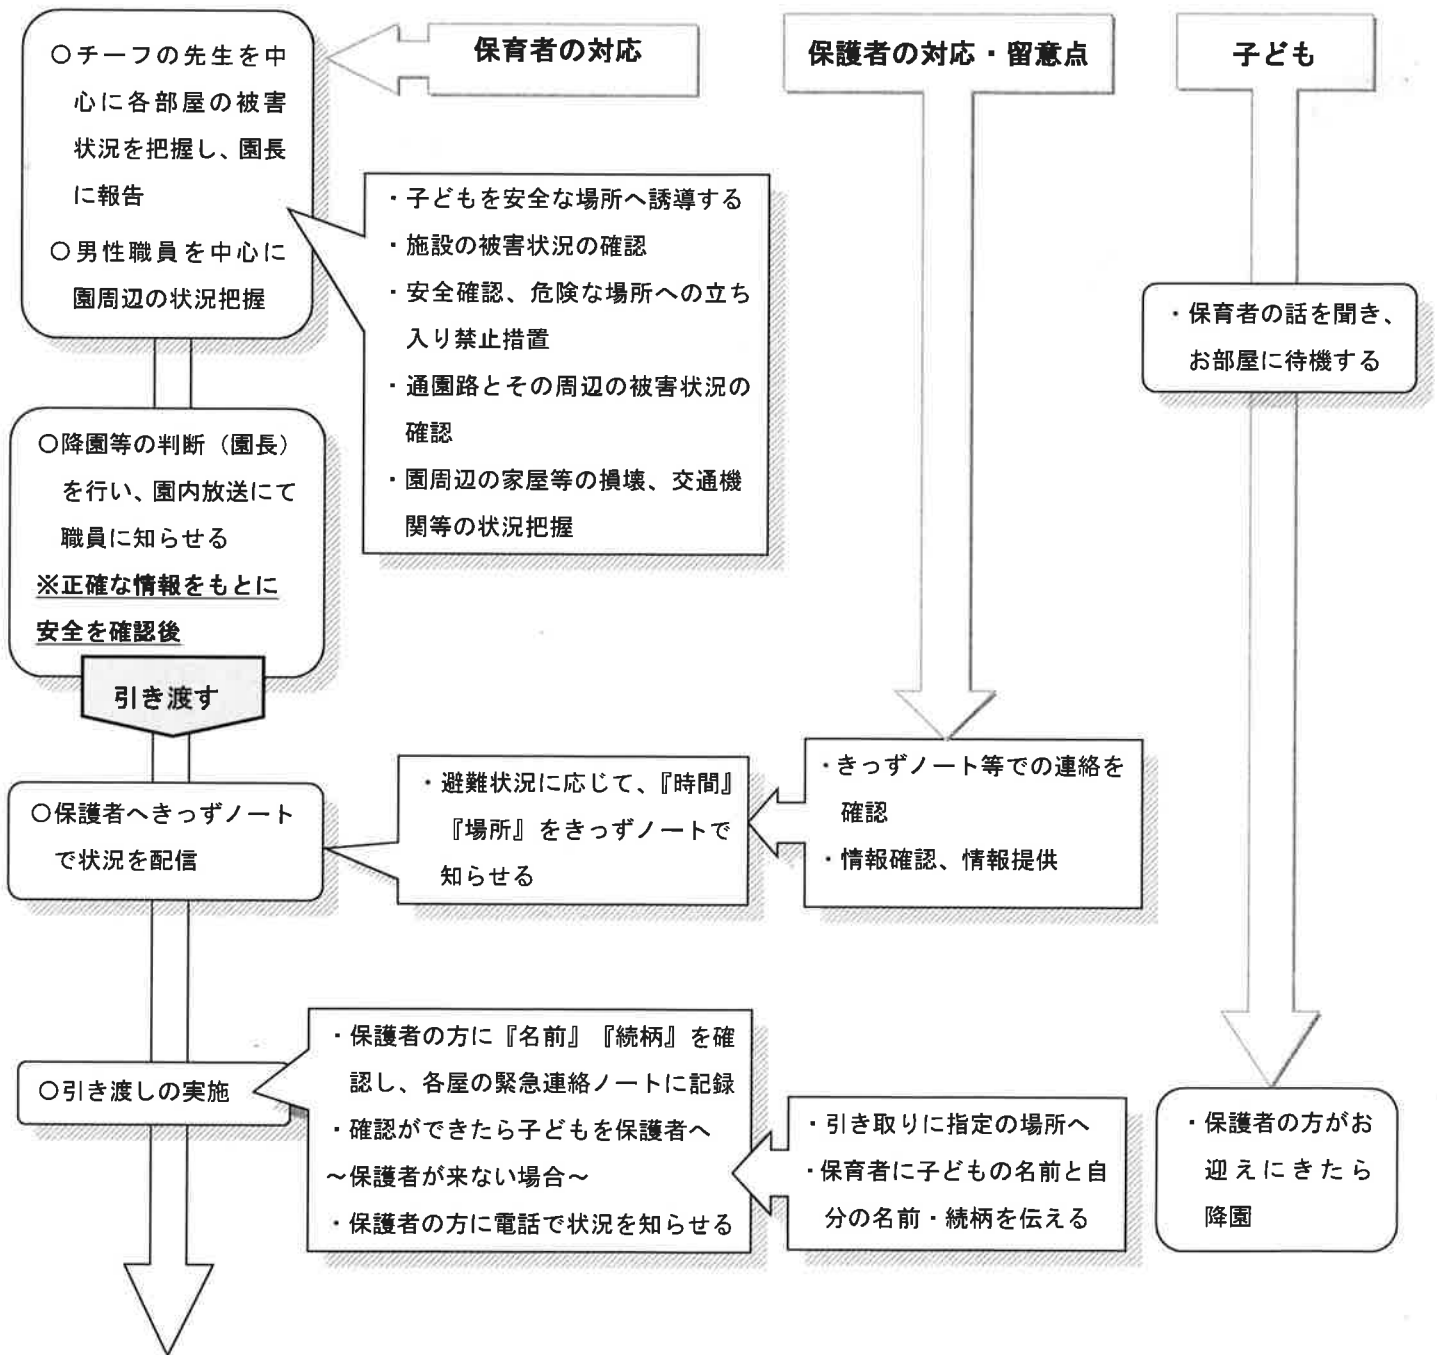 保育者の対応
保護者の対応・留意点
子ども
○チーフの先生を中
心に各部屋の被害
状況を把握し、園長
に報告
○男性職員を中心に
園周辺の状況把握
・子どもを安全な場所へ誘導する
・施設の被害状況の確認
・安全確認、危険な場所への立ち
入り禁止措置
・通園路とその周辺の被害状況の
確認
・園周辺の家屋等の損壊、交通機
関等の状況把握
・保育者の話を聞き、
お部屋に待機する
○降園等の判断（園長）
を行い、園内放送にて
職員に知らせる
※正確な情報をもとに
安全を確認後
引き渡す
○保護者へきっずノート
で状況を配信
・避難状況に応じて、『時間』
『場所』をきっずノートで
知らせる
・きっずノート等での連絡を
確認
・情報確認、情報提供
○引き渡しの実施
・保護者の方に『名前』『続柄』を確
認し、各屋の緊急連絡ノートに記録
・確認ができたら子どもを保護者へ
～保護者が来ない場合～
・保護者の方に電話で状況を知らせる
・引き取りに指定の場所へ
・保育者に子どもの名前と自
分の名前・続柄を伝える
・保護者の方がお
迎えにきたら
降園